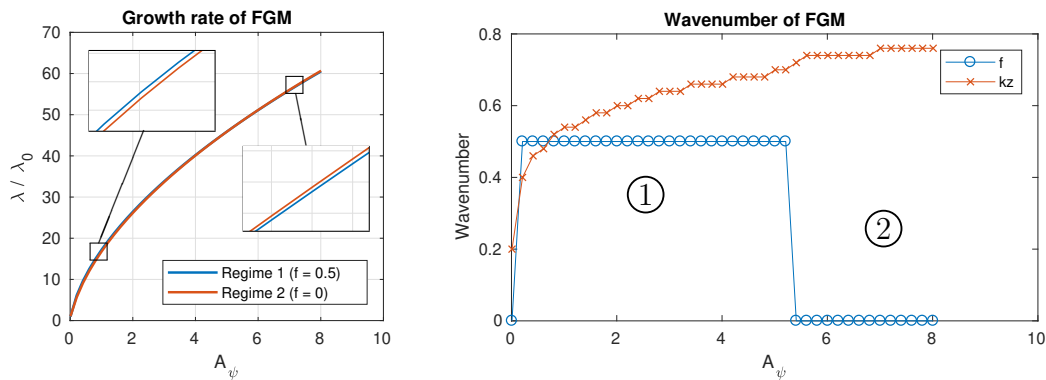 Growth rate of FGM
70
60
50
40
30
20
10
0
0 2 4 6 8 10
λ / λ0
Aψ
Regime 1 (f = 0.5)
Regime 2 (f = 0)
Wavenumber of FGM
0.8
0.6
0.4
0.2
0
0 2 4 6 8 10
Wavenumber
Aψ
f
kz
1
2